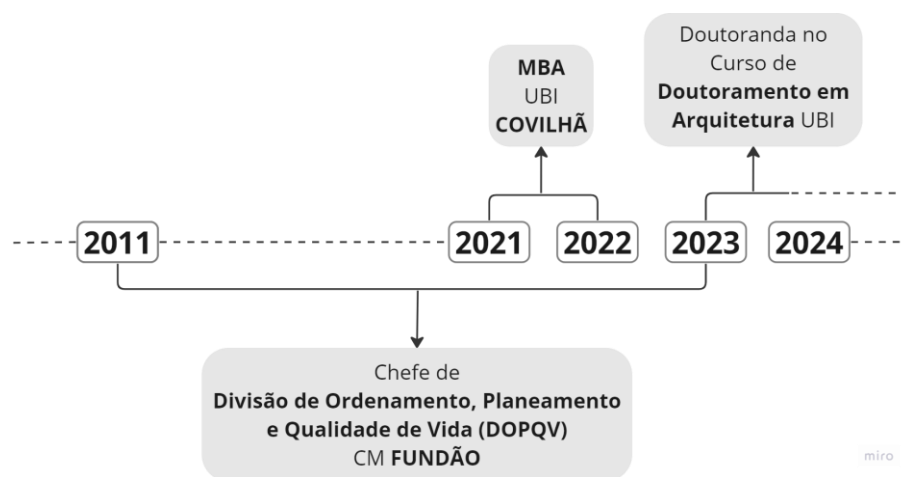 MBA
UBI
COVILHÃ
Doutoranda no
Curso de
Doutoramento em
Arquitetura UBI
2011
2021
2022
2023
2024
Chefe de
Divisão de Ordenamento, Planeamento
e Qualidade de Vida (DOPQV)
CM FUNDÃO
miro